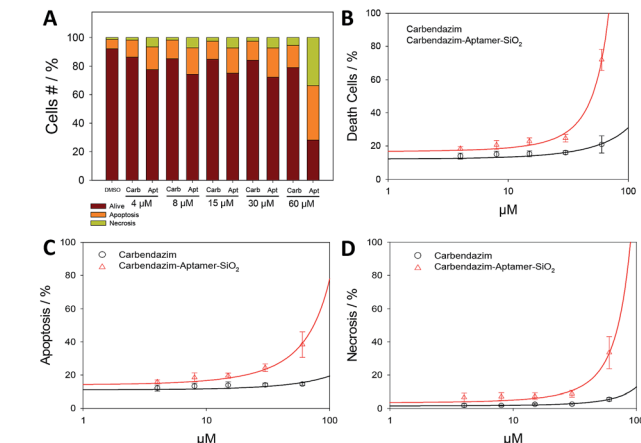 A
100
80
60
40
20
0
Cells # / %
DMSO Carb Apt Carb Apt Carb Apt Carb Apt Carb Apt
4 µM 8 µM 15 µM 30 µM 60 µM
Alive
Apoptosis
Necrosis
B
100
80
60
40
20
0
Death Cells / %
Carbendazim
Carbendazim-Aptamer-SiO₂
1 10 100
µM
C
100
80
60
40
20
0
Apoptosis / %
Carbendazim
Carbendazim-Aptamer-SiO₂
1 10 100
µM
D
100
80
60
40
20
0
Necrosis / %
Carbendazim
Carbendazim-Aptamer-SiO₂
1 10 100
µM